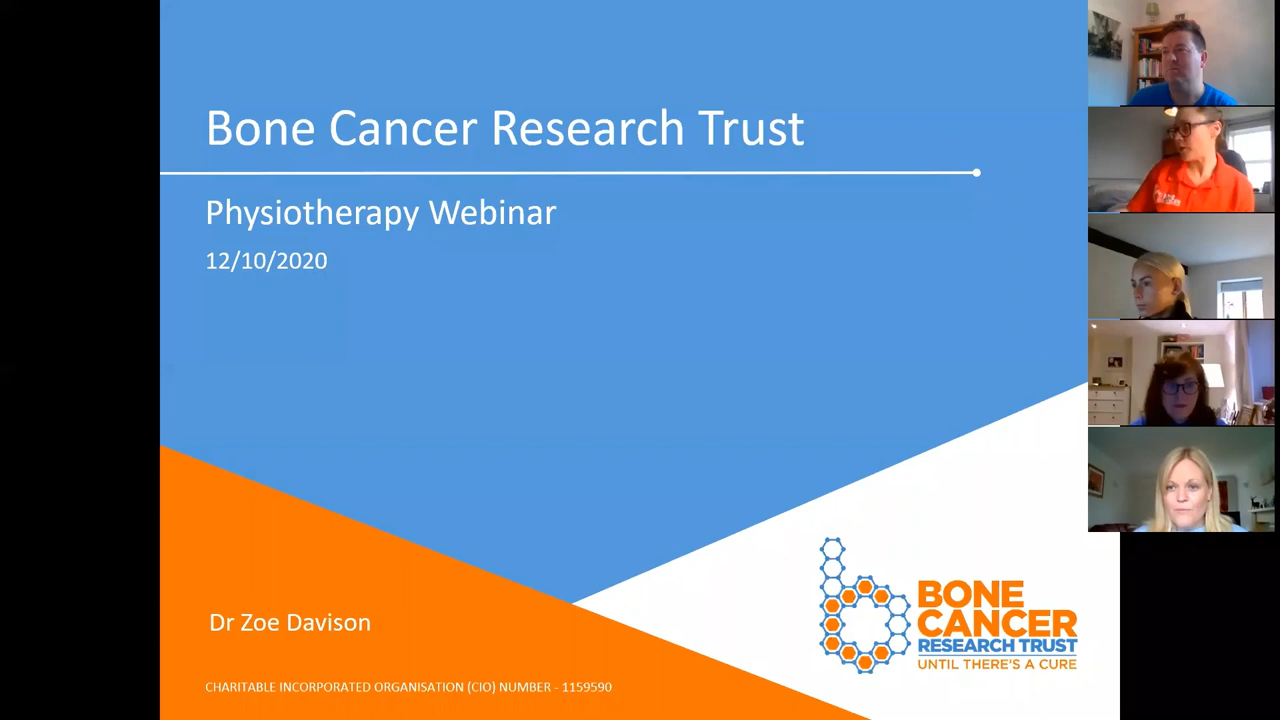 Bone Cancer Research Trust
Physiotherapy Webinar
12/10/2020
Dr Zoe Davison
CHARITABLE INCORPORATED ORGANISATION (CIO) NUMBER - 1159590
BONE
CANCER
RESEARCH TRUST
UNTIL THERE'S A CURE